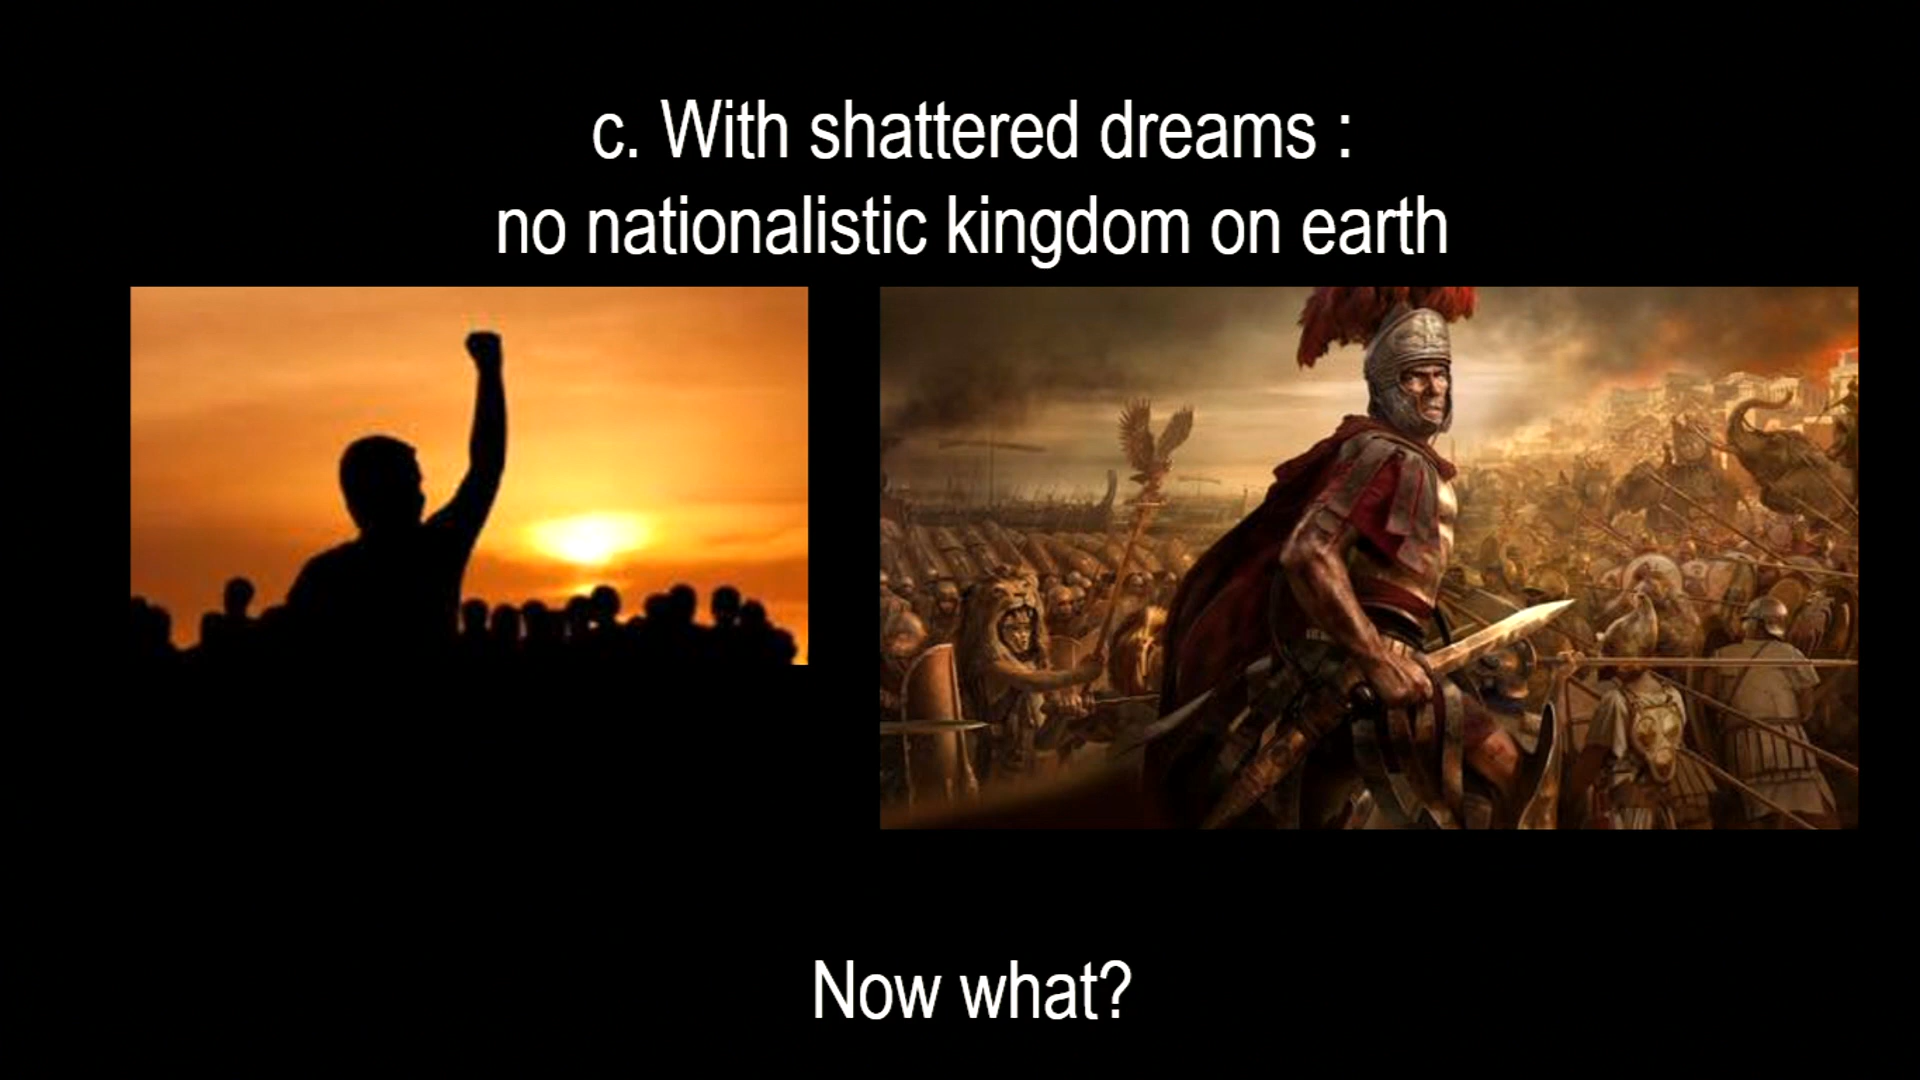 c. With shattered dreams :
no nationalistic kingdom on earth
Now what?